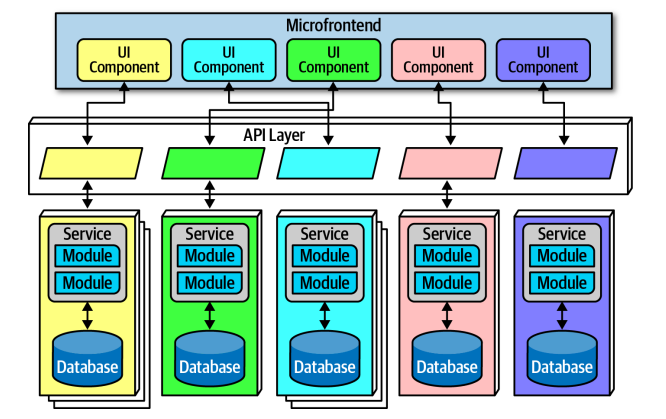 Microfrontend
UI
Component
UI
Component
UI
Component
UI
Component
UI
Component
API Layer
Service
Module
Module
Database
Service
Module
Module
Database
Service
Module
Module
Database
Service
Module
Module
Database
Service
Module
Module
Database